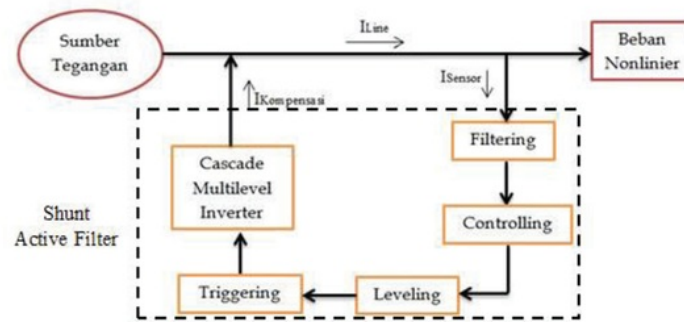 Sumber
Tegangan
ILine
Beban
Nonlinier
ISensor
IKompensasi
Filtering
Cascade
Multilevel
Inverter
Shunt
Active Filter
Controlling
Triggering
Leveling